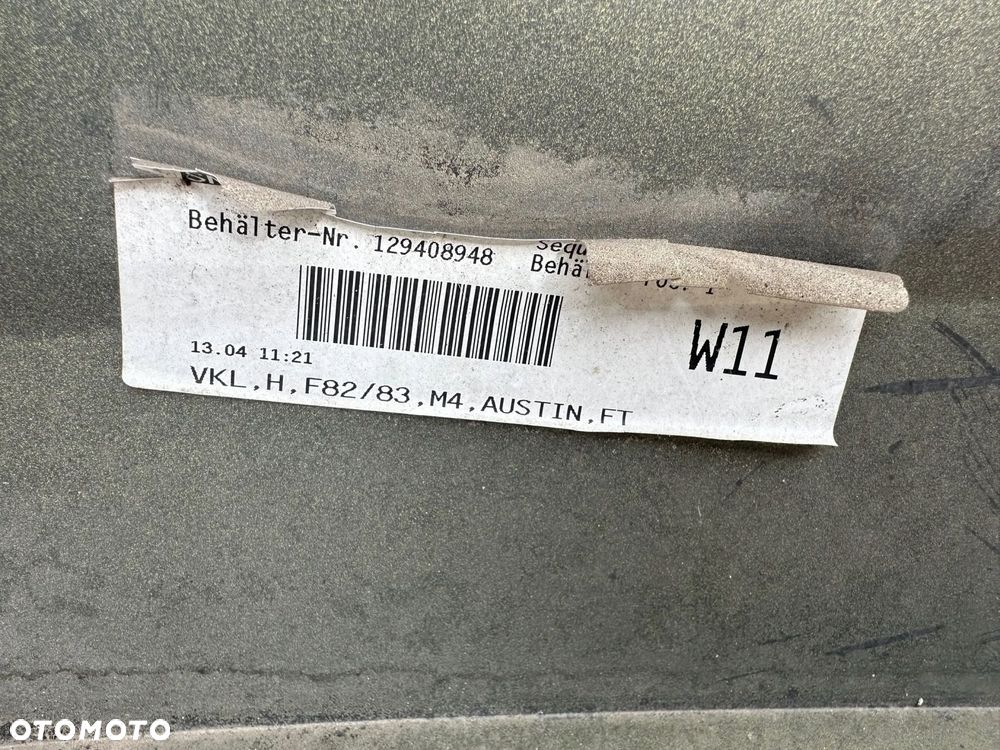 Behälter-Nr. 129408948
13.04 11:21
W11
VKL,H,F82/83,M4,AUSTIN,FT
OTOMOTO